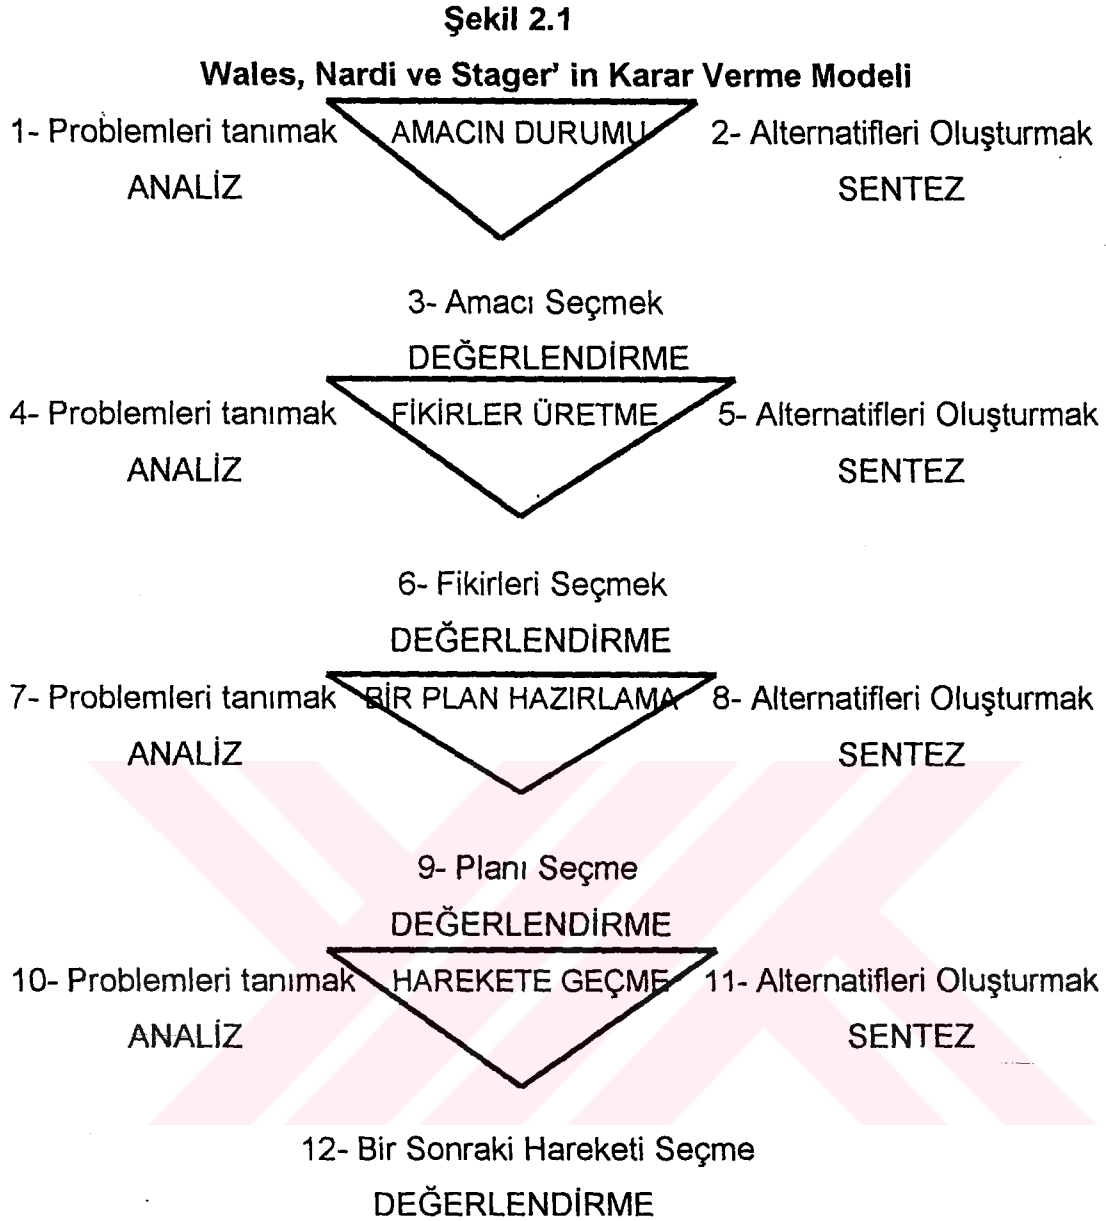 Şekil 2.1
Wales, Nardi ve Stager' in Karar Verme Modeli
1- Problemleri tanımak AMACIN DURUMU 2- Alternatifleri Oluşturmak
ANALİZ SENTEZ
3- Amacı Seçmek
DEĞERLENDİRME
4- Problemleri tanımak FİKİRLER ÜRETME 5- Alternatifleri Oluşturmak
ANALİZ SENTEZ
6- Fikirleri Seçmek
DEĞERLENDİRME
7- Problemleri tanımak BİR PLAN HAZIRLAMA 8- Alternatifleri Oluşturmak
ANALİZ SENTEZ
9- Planı Seçme
DEĞERLENDİRME
10- Problemleri tanımak HAREKETE GEÇME 11- Alternatifleri Oluşturmak
ANALİZ SENTEZ
12- Bir Sonraki Hareketi Seçme
DEĞERLENDİRME